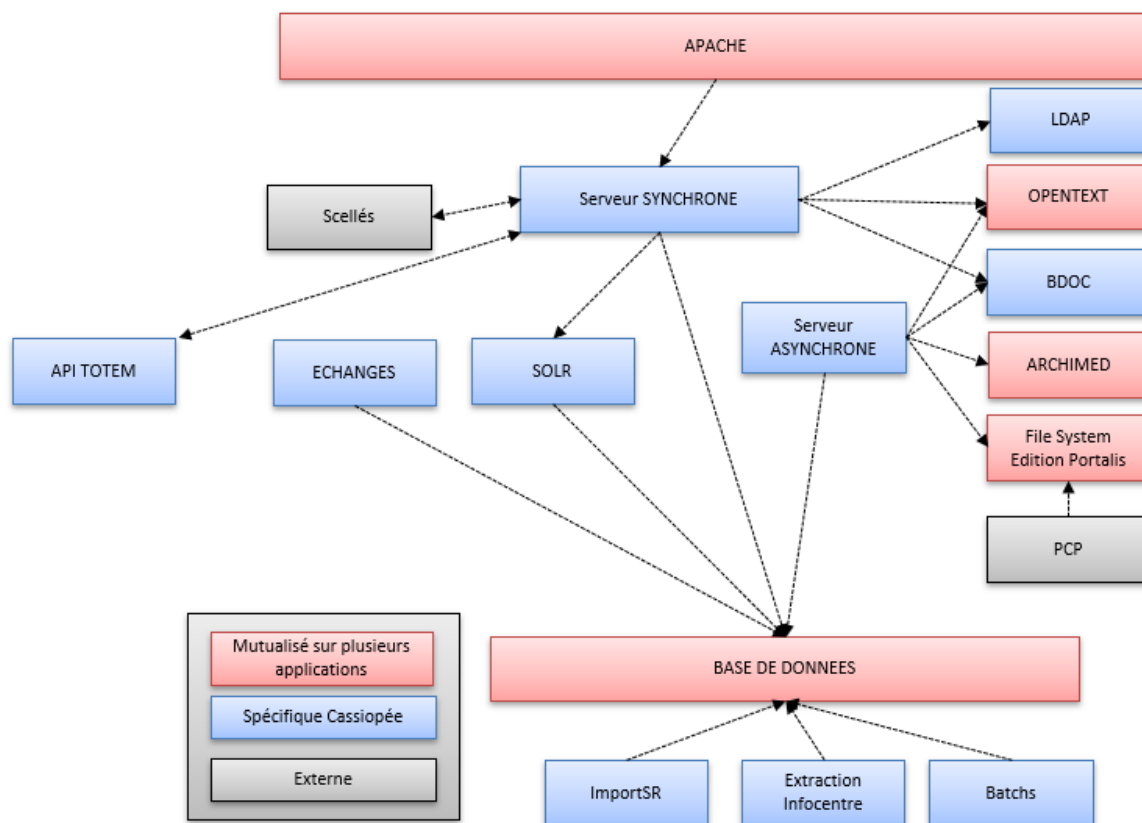 APACHE
LDAP
Serveur SYNCHRONE
OPENTEXT
Scellés
BDOC
Serveur
ASYNCHRONE
API TOTEM
ECHANGES
SOLR
ARCHIMED
File System
Edition Portalis
PCP
Mutualisé sur plusieurs
applications
BASE DE DONNEES
Spécifique Cassiopée
Externe
ImportSR
Extraction
Infocentre
Batchs